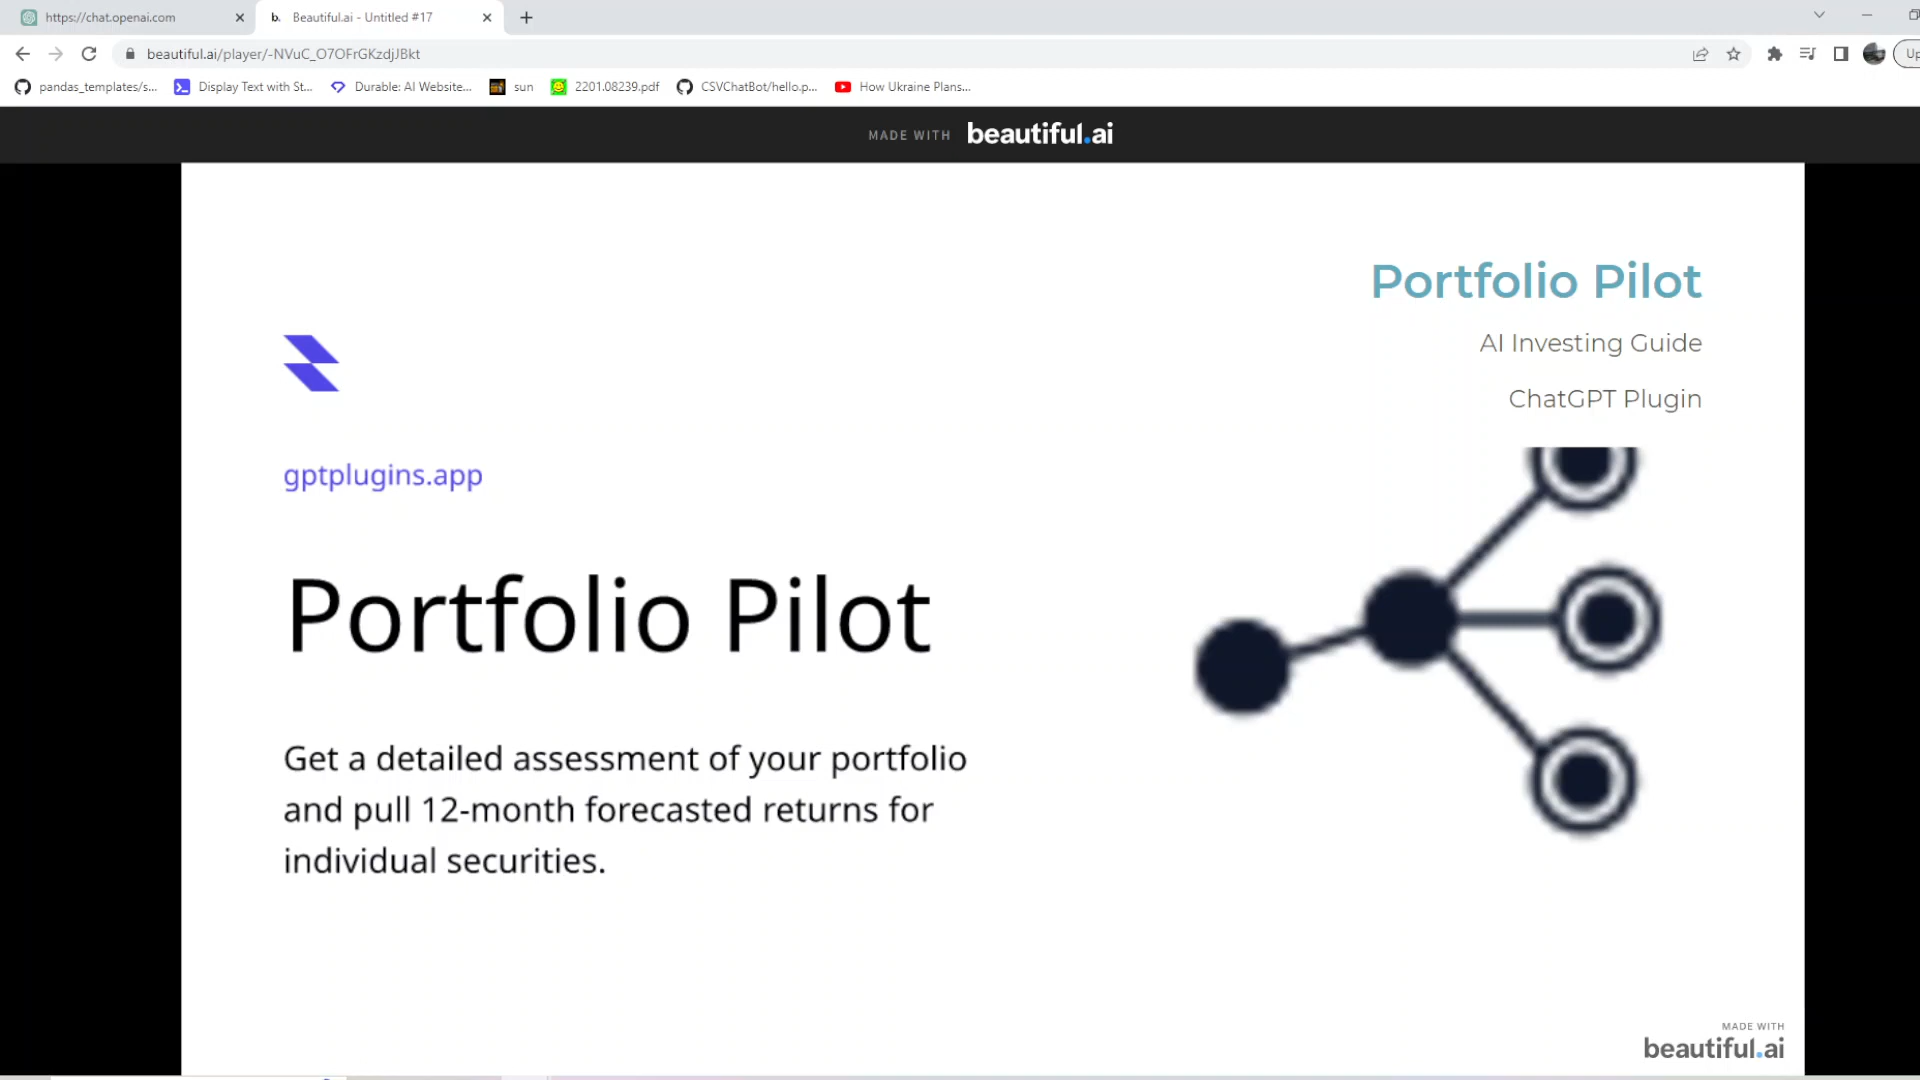 https://chat.openai.com
b. Beautiful.ai - Untitled #17
beautiful.ai/player/-NVuC_O7OFrGKzdjJBkt
Up
pandas_templates/s...
Display Text with St...
Durable: AI Website...
sun
2201.08239.pdf
CSVChatBot/hello.p...
How Ukraine Plans...
MADE WITH beautiful.ai
Portfolio Pilot
AI Investing Guide
ChatGPT Plugin
gptplugins.app
Portfolio Pilot
Get a detailed assessment of your portfolio
and pull 12-month forecasted returns for
individual securities.
MADE WITH
beautiful.ai